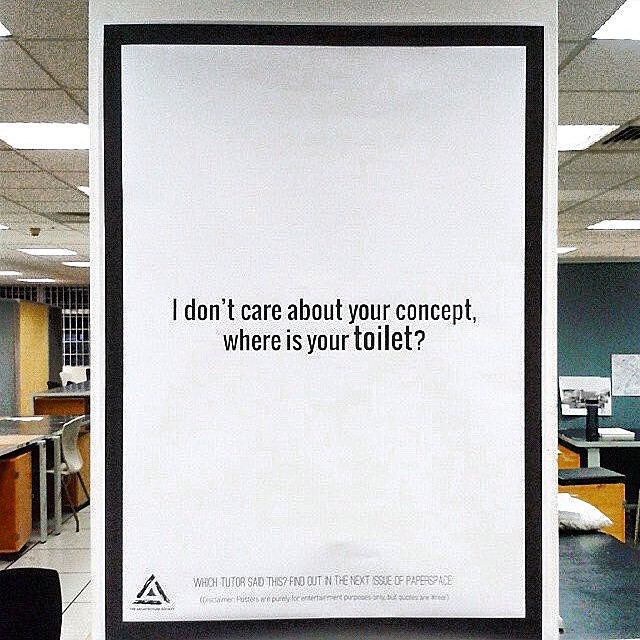 I don't care about your concept,
where is your toilet?
WHICH TUTOR SAID THIS? FIND OUT IN THE NEXT ISSUE OF PAPERSPACE
(Disclaimer: Posters are purely for entertainment purposes only, but quotes are #real)
THE ARCHITECTURE SOCIETY